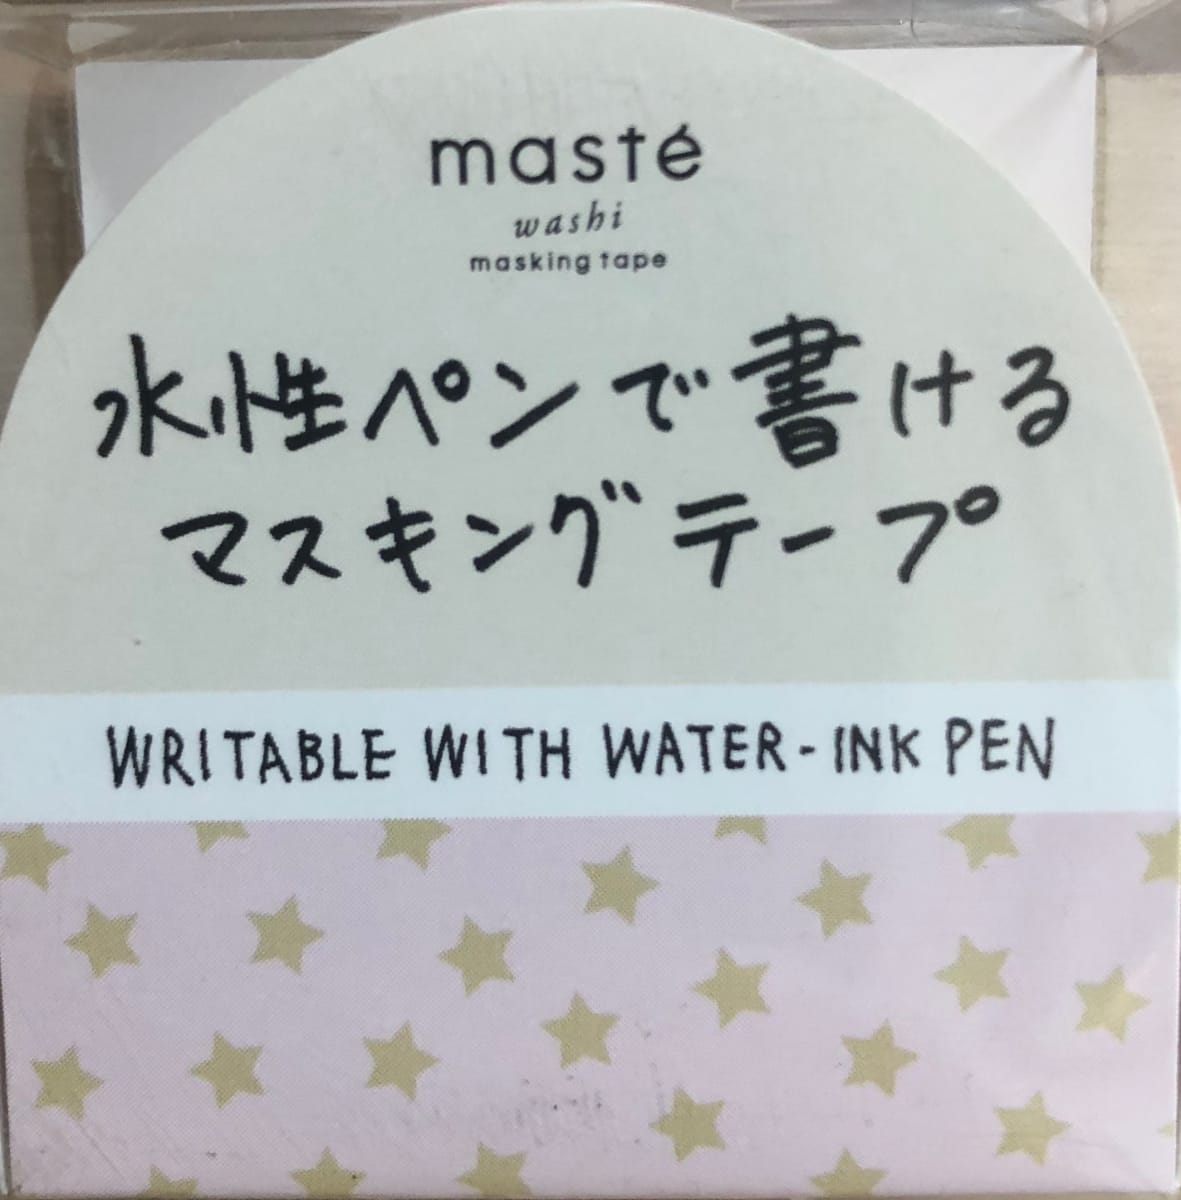 masté
washi
masking tape
水性ペンで書ける
マスキングテープ
WRITABLE WITH WATER-INK PEN